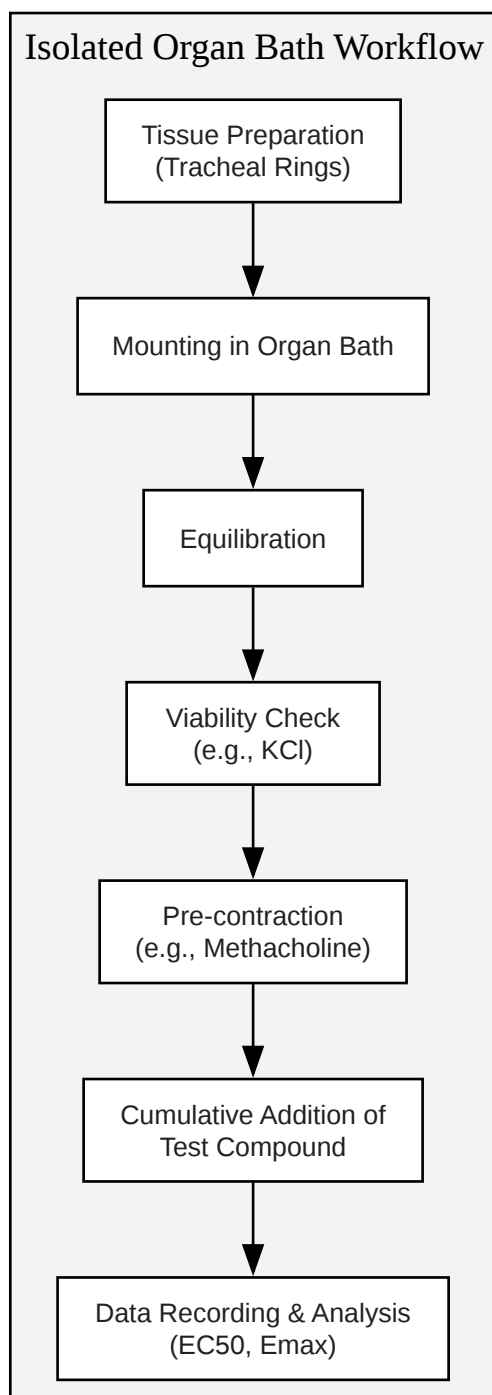 Isolated Organ Bath Workflow
Tissue Preparation
(Tracheal Rings)
Mounting in Organ Bath
Equilibration
Viability Check
(e.g., KCl)
Pre-contraction
(e.g., Methacholine)
Cumulative Addition of
Test Compound
Data Recording & Analysis
(EC50, Emax)